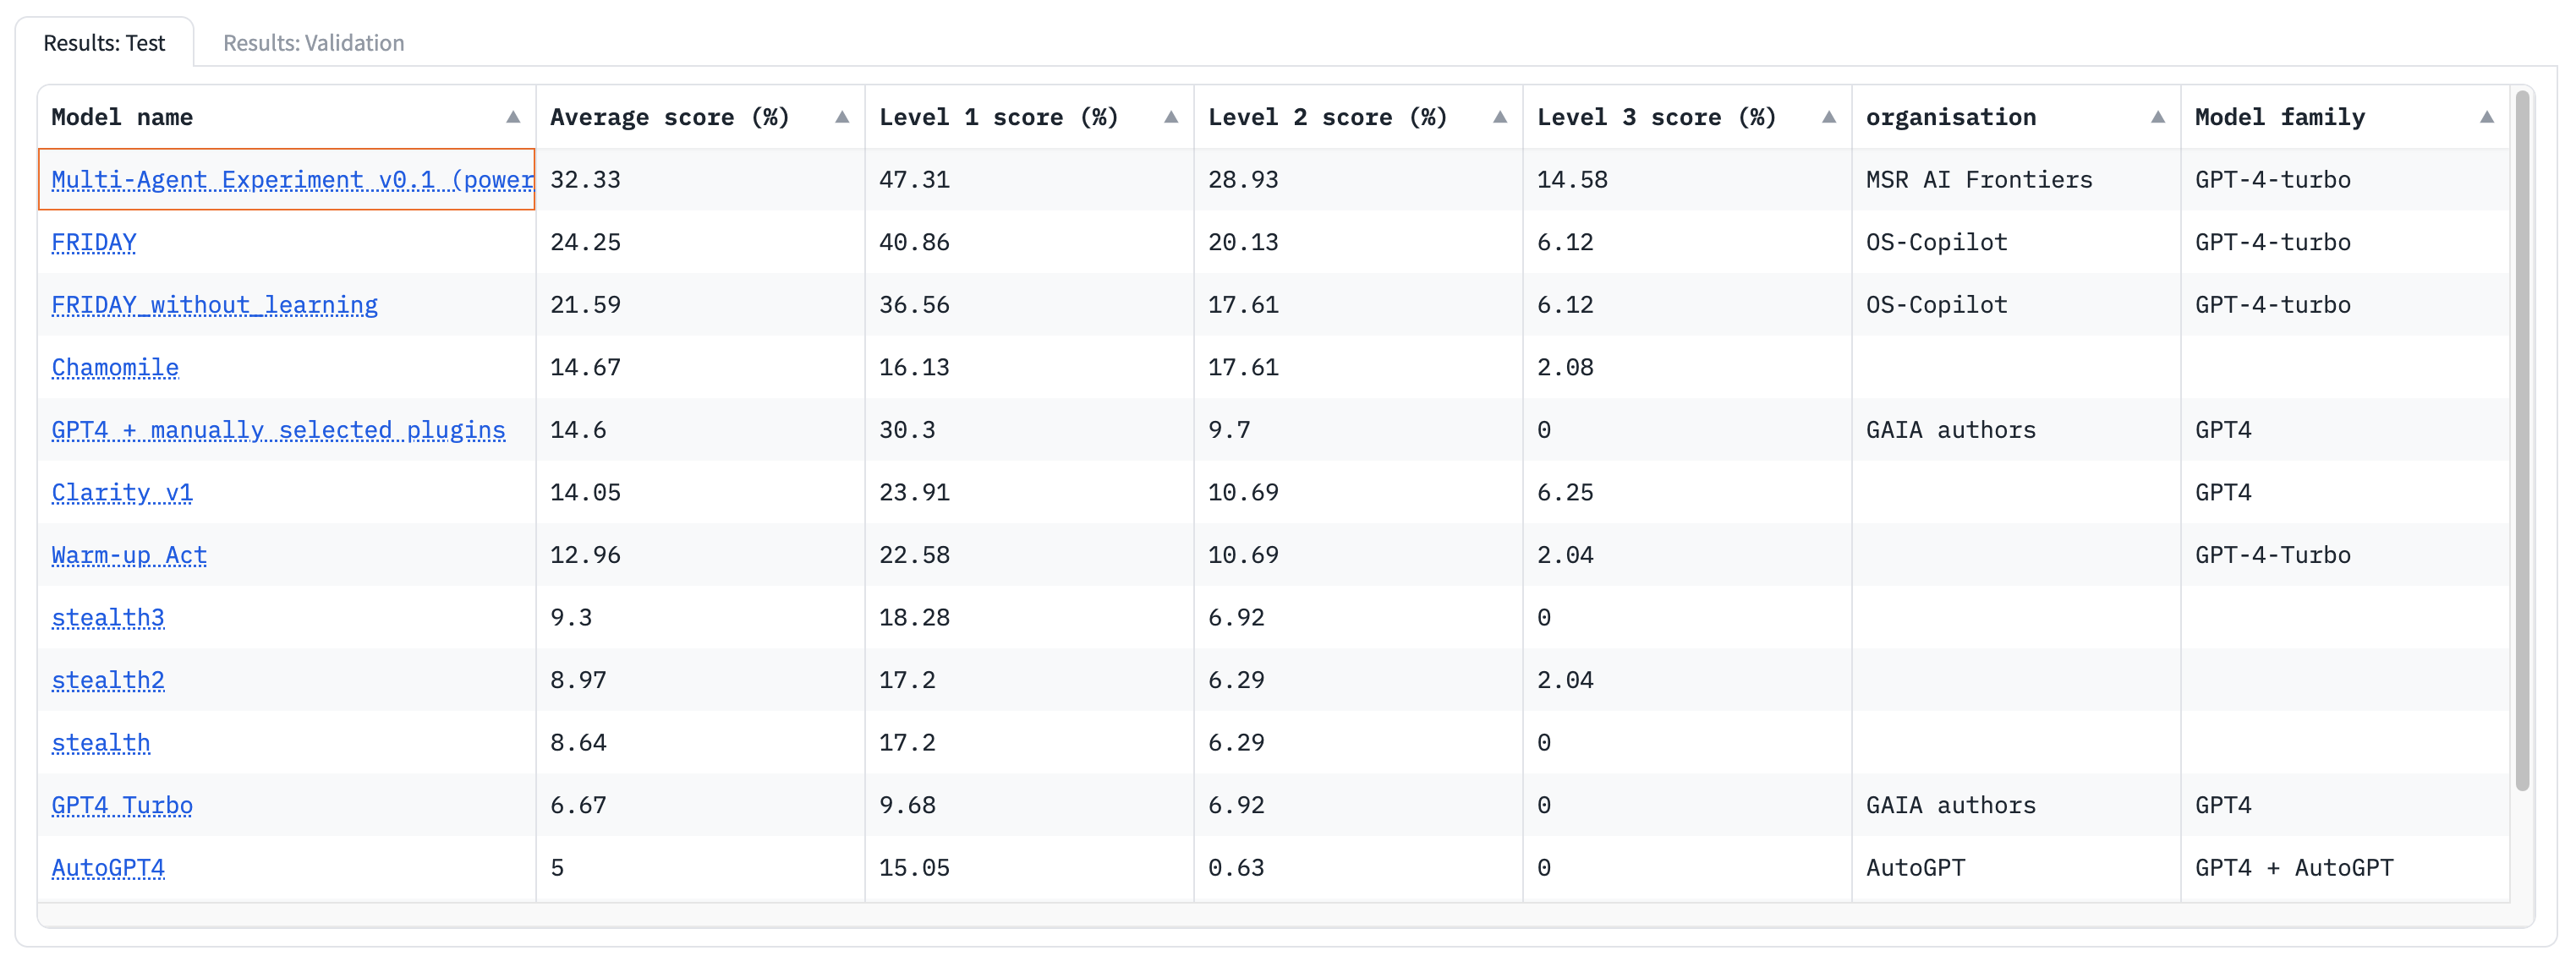 Results: Test Results: Validation
Model name Average score (%) Level 1 score (%) Level 2 score (%) Level 3 score (%) organisation Model family
Multi-Agent Experiment v0.1 (power 32.33 47.31 28.93 14.58 MSR AI Frontiers GPT-4-turbo
FRIDAY 24.25 40.86 20.13 6.12 OS-Copilot GPT-4-turbo
FRIDAY_without_learning 21.59 36.56 17.61 6.12 OS-Copilot GPT-4-turbo
Chamomile 14.67 16.13 17.61 2.08
GPT4 + manually selected plugins 14.6 30.3 9.7 0 GAIA authors GPT4
Clarity v1 14.05 23.91 10.69 6.25 GPT4
Warm-up Act 12.96 22.58 10.69 2.04 GPT-4-Turbo
stealth3 9.3 18.28 6.92 0
stealth2 8.97 17.2 6.29 2.04
stealth 8.64 17.2 6.29 0
GPT4 Turbo 6.67 9.68 6.92 0 GAIA authors GPT4
AutoGPT4 5 15.05 0.63 0 AutoGPT GPT4 + AutoGPT